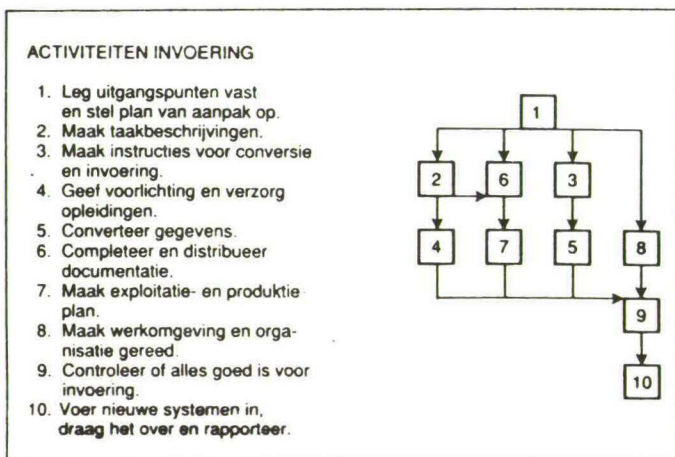 ACTIVITEITEN INVOERING
1. Leg uitgangspunten vast
en stel plan van aanpak op.
2. Maak taakbeschrijvingen.
3. Maak instructies voor conversie
en invoering.
4. Geef voorlichting en verzorg
opleidingen.
5. Converteer gegevens.
6. Completeer en distribueer
documentatie.
7. Maak exploitatie- en produktie
plan.
8. Maak werkomgeving en orga-
nisatie gereed.
9. Controleer of alles goed is voor
invoering.
10. Voer nieuwe systemen in,
draag het over en rapporteer.
1
2 6 3
4 7 5 8
9
10